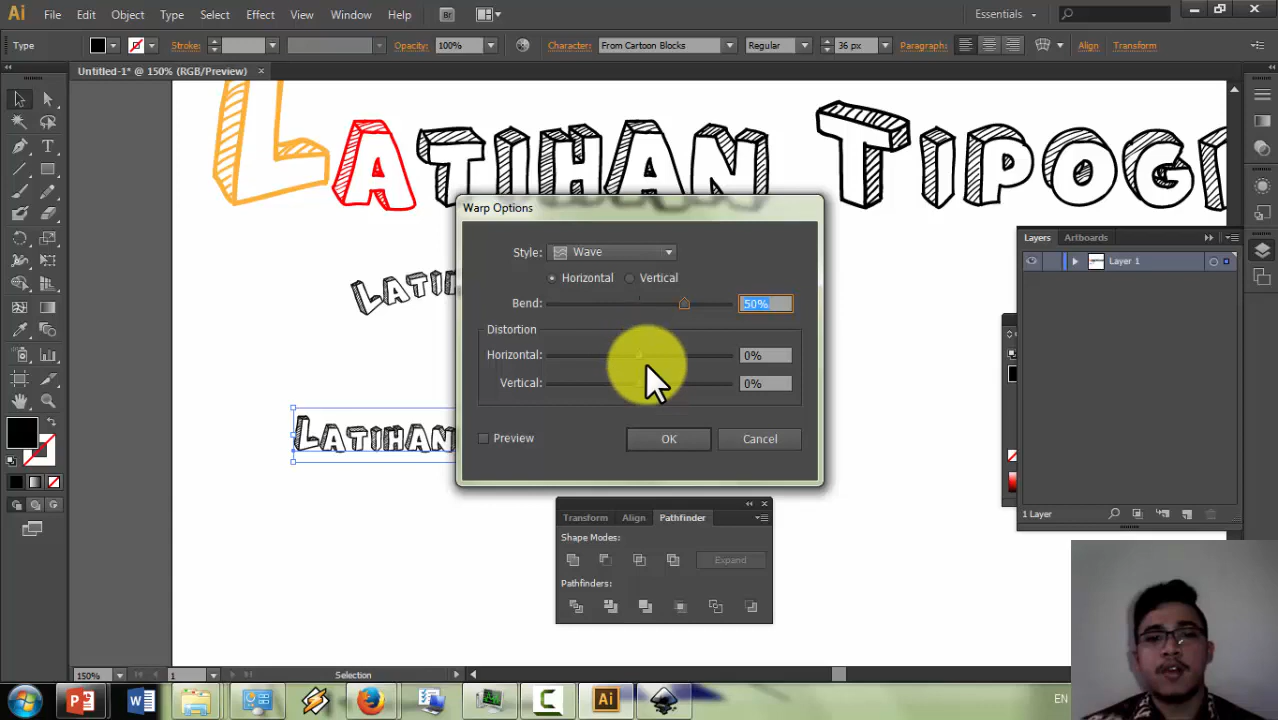 Ai File Edit Object Type Select Effect View Window Help Br Essentials
Type Stroke: Opacity: 100% Character: From Cartoon Blocks Regular 36 px Paragraph: Align Transform
Untitled-1* @ 150% (RGB/Preview)
LATIHAN TIPOG
Warp Options
Style: Wave
Horizontal Vertical
Bend: 50%
Distortion
Horizontal: 0%
Vertical: 0%
Preview OK Cancel
Layers Artboards
Layer 1
1 Layer
LATI
LATIHAN
Transform Align Pathfinder
Shape Modes:
Expand
Pathfinders:
150% 1 Selection
EN